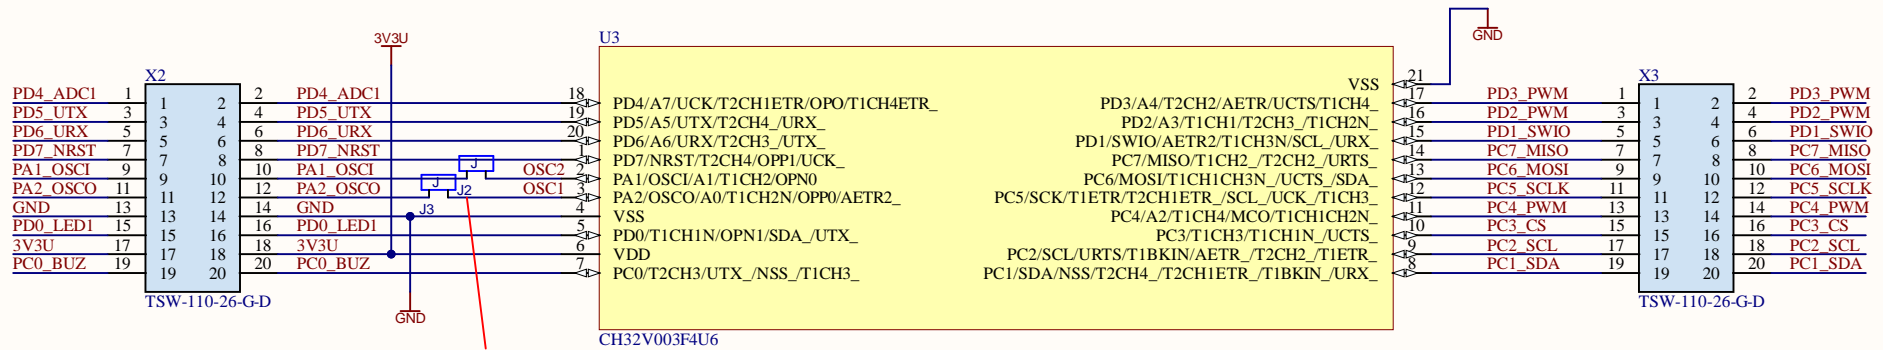 U3
3V3U
GND
X2
X3
VSS 21
PD4_ADC1 1 1 2 2 PD4_ADC1 18 PD4/A7/UCK/T2CH1ETR/OPO/T1CH4ETR_ PD3/A4/T2CH2/AETR/UCTS/T1CH4_ 17 PD3_PWM 1 1 2 2 PD3_PWM
PD5_UTX 3 3 4 4 PD5_UTX 19 PD5/A5/UTX/T2CH4_/URX_ PD2/A3/T1CH1/T2CH3_/T1CH2N_ 16 PD2_PWM 3 3 4 4 PD2_PWM
PD6_URX 5 5 6 6 PD6_URX 20 PD6/A6/URX/T2CH3_/UTX_ PD1/SWIO/AETR2/T1CH3N/SCL_/URX_ 15 PD1_SWIO 5 5 6 6 PD1_SWIO
PD7_NRST 7 7 8 8 PD7_NRST 1 PD7/NRST/T2CH4/OPP1/UCK_ PC7/MISO/T1CH2_/T2CH2_/URTS_ 14 PC7_MISO 7 7 8 8 PC7_MISO
J
PA1_OSCI 9 9 10 10 PA1_OSCI OSC2 2 PA1/OSCI/A1/T1CH2/OPN0 PC6/MOSI/T1CH1CH3N_/UCTS_/SDA_ 13 PC6_MOSI 9 9 10 10 PC6_MOSI
J J2
PA2_OSCO 11 11 12 12 PA2_OSCO OSC1 3 PA2/OSCO/A0/T1CH2N/OPP0/AETR2_ PC5/SCK/T1ETR/T2CH1ETR_/SCL_/UCK_/T1CH3_ 12 PC5_SCLK 11 11 12 12 PC5_SCLK
J3
GND 13 13 14 14 GND 4 VSS PC4/A2/T1CH4/MCO/T1CH1CH2N_ 11 PC4_PWM 13 13 14 14 PC4_PWM
PD0_LED1 15 15 16 16 PD0_LED1 5 PD0/T1CH1N/OPN1/SDA_/UTX_ PC3/T1CH3/T1CH1N_/UCTS_ 10 PC3_CS 15 15 16 16 PC3_CS
3V3U 17 17 18 18 3V3U 6 VDD PC2/SCL/URTS/T1BKIN/AETR_/T2CH2_/T1ETR_ 9 PC2_SCL 17 17 18 18 PC2_SCL
PC0_BUZ 19 19 20 20 PC0_BUZ 7 PC0/T2CH3/UTX_/NSS_/T1CH3_ PC1/SDA/NSS/T2CH4_/T2CH1ETR_/T1BKIN_/URX_ 8 PC1_SDA 19 19 20 20 PC1_SDA
TSW-110-26-G-D
TSW-110-26-G-D
GND
CH32V003F4U6